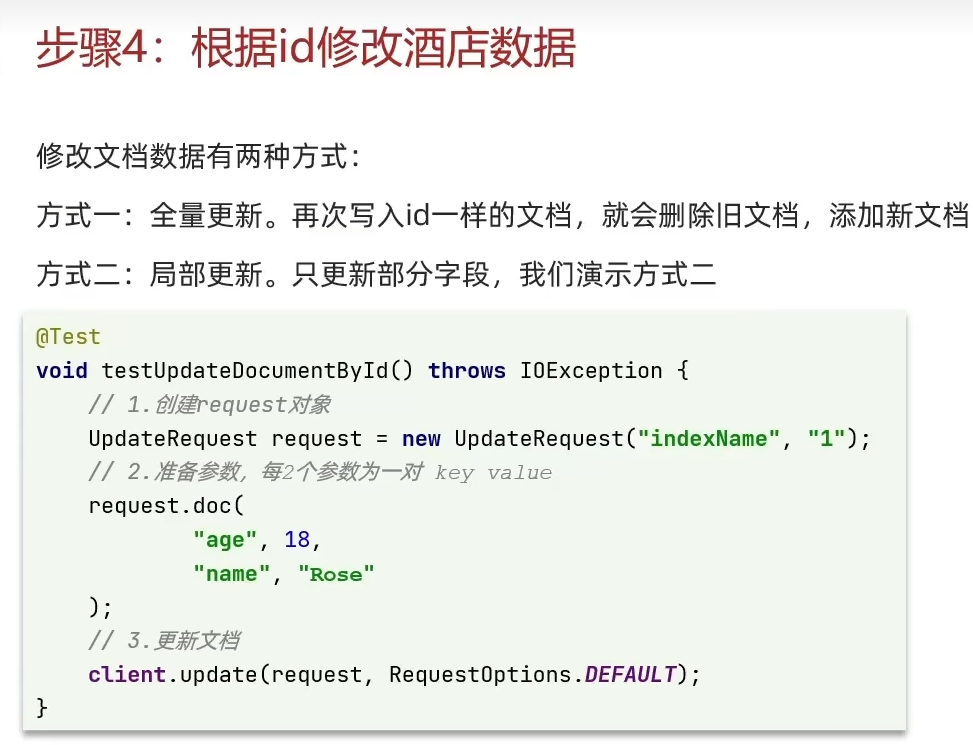 步骤4：根据id修改酒店数据
修改文档数据有两种方式：
方式一：全量更新。再次写入id一样的文档，就会删除旧文档，添加新文档
方式二：局部更新。只更新部分字段，我们演示方式二
@Test
void testUpdateDocumentById() throws IOException {
    // 1.创建request对象
    UpdateRequest request = new UpdateRequest("indexName", "1");
    // 2.准备参数，每2个参数为一对 key value
    request.doc(
            "age", 18,
            "name", "Rose"
    );
    // 3.更新文档
    client.update(request, RequestOptions.DEFAULT);
}